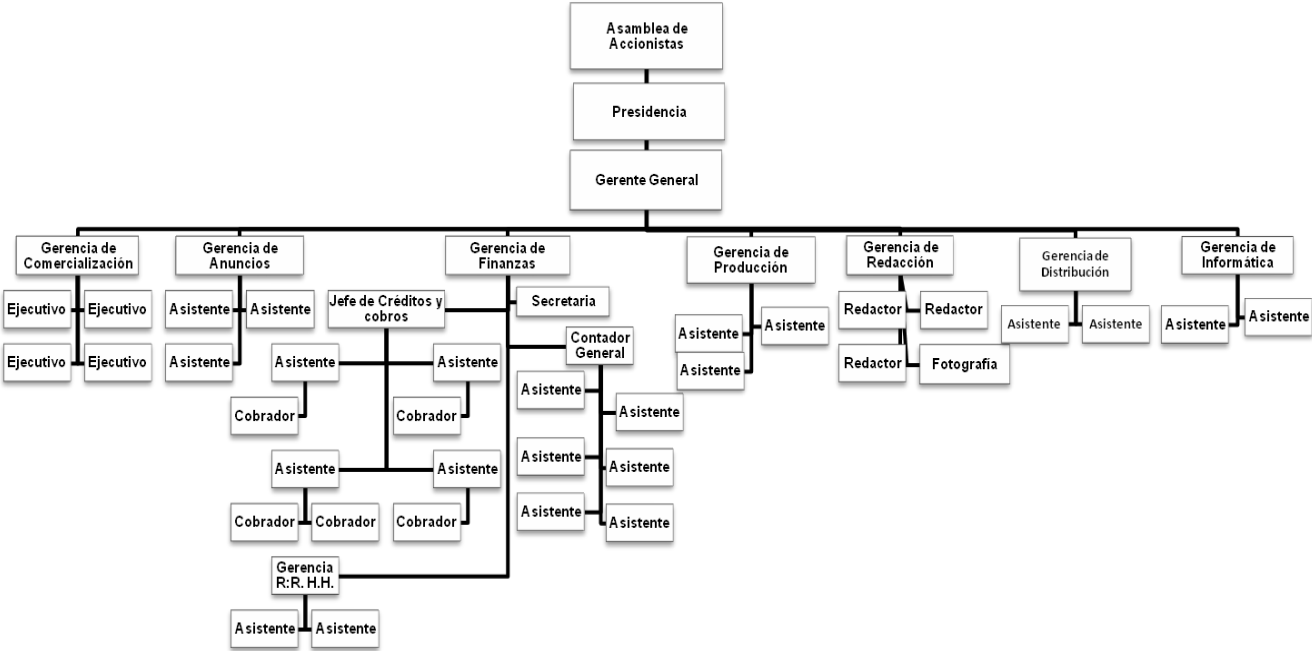 Asamblea de
Accionistas
Presidencia
Gerente General
Gerencia de
Comercialización
Ejecutivo
Ejecutivo
Ejecutivo
Ejecutivo
Gerencia de
Anuncios
Asistente
Asistente
Asistente
Gerencia de
Finanzas
Secretaria
Jefe de Créditos y
cobros
Asistente
Asistente
Cobrador
Cobrador
Asistente
Asistente
Cobrador
Cobrador
Cobrador
Contador
General
Asistente
Asistente
Asistente
Asistente
Asistente
Asistente
Gerencia
R:R. H.H.
Asistente
Asistente
Gerencia de
Producción
Asistente
Asistente
Asistente
Gerencia de
Redacción
Redactor
Redactor
Redactor
Fotografía
Gerencia de
Distribución
Asistente
Asistente
Gerencia de
Informática
Asistente
Asistente